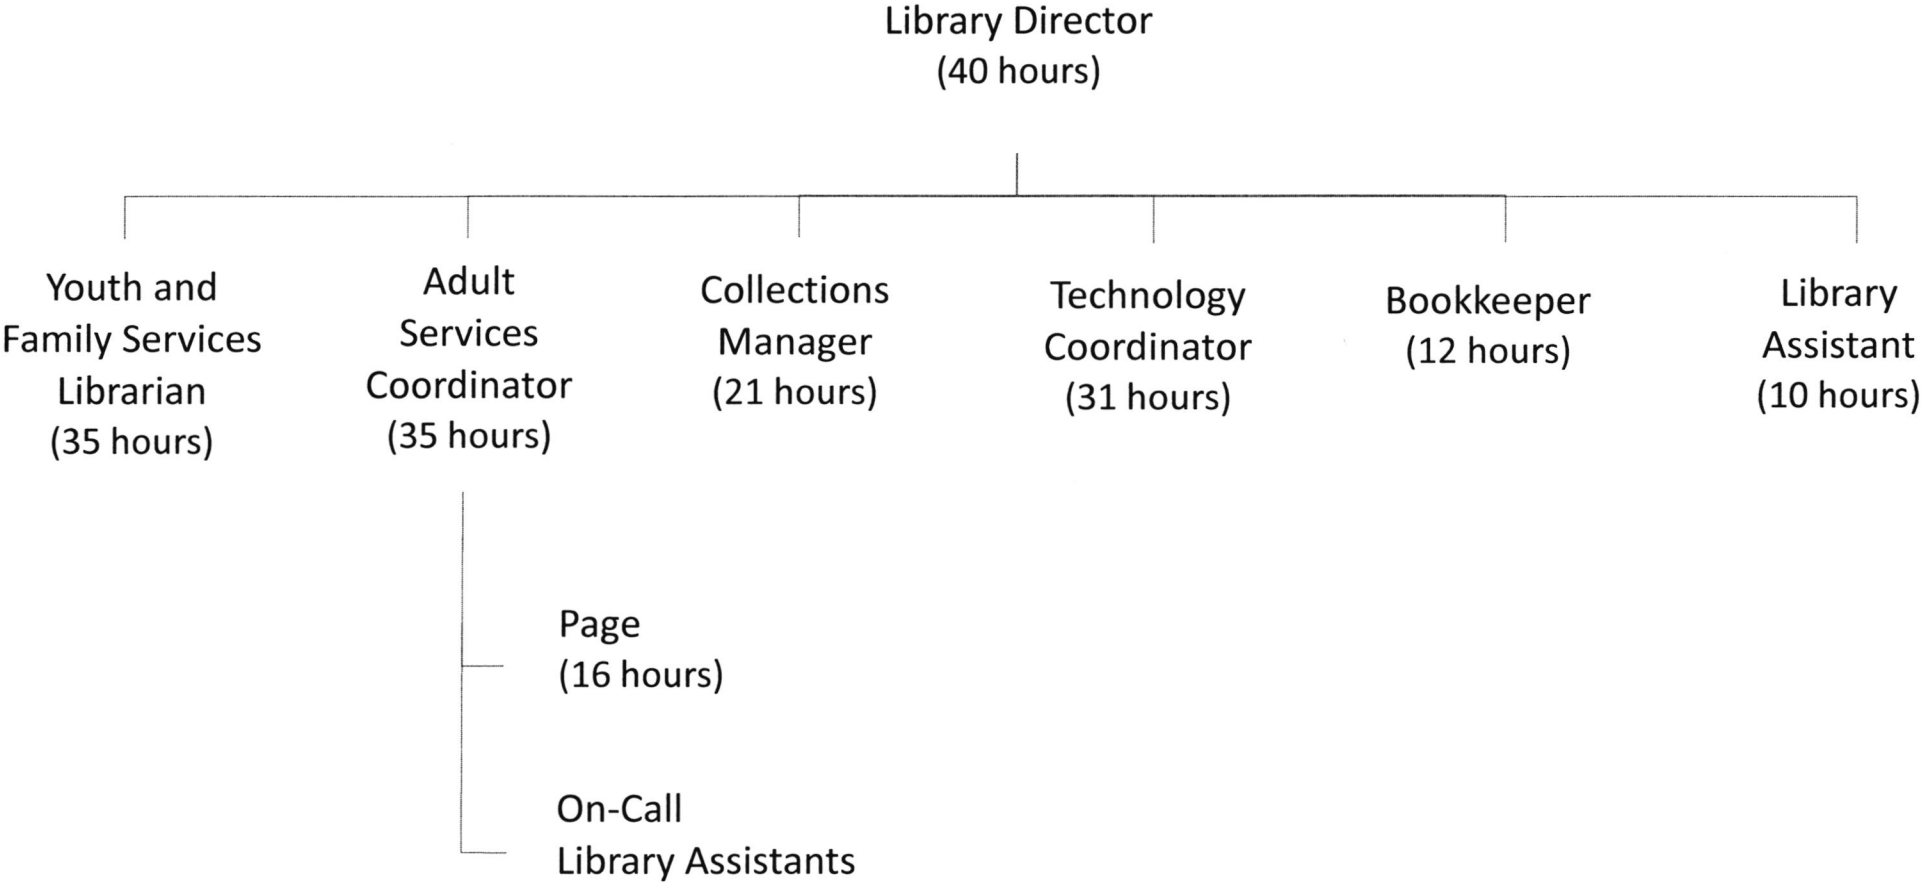 Library Director
(40 hours)
Youth and
Family Services
Librarian
(35 hours)
Adult
Services
Coordinator
(35 hours)
Collections
Manager
(21 hours)
Technology
Coordinator
(31 hours)
Bookkeeper
(12 hours)
Library
Assistant
(10 hours)
Page
(16 hours)
On-Call
Library Assistants